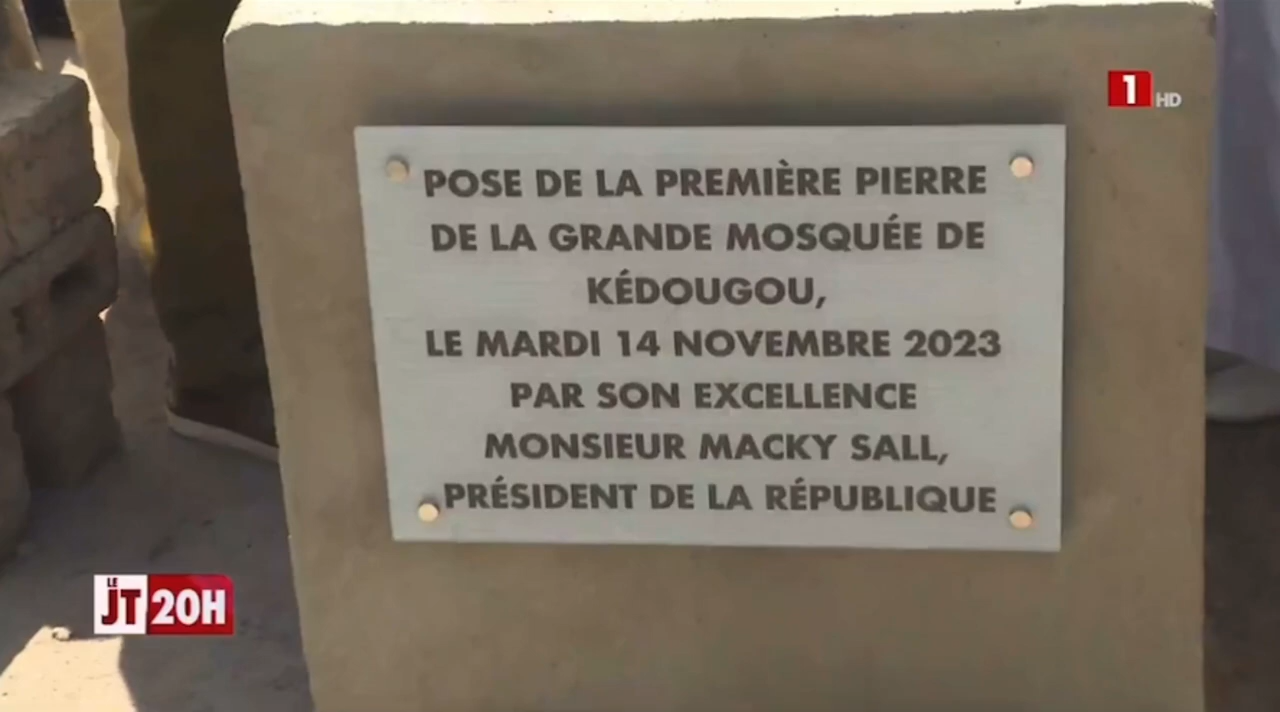 1 HD
POSE DE LA PREMIÈRE PIERRE
DE LA GRANDE MOSQUÉE DE
KÉDOUGOU,
LE MARDI 14 NOVEMBRE 2023
PAR SON EXCELLENCE
MONSIEUR MACKY SALL,
PRÉSIDENT DE LA RÉPUBLIQUE
LE
JT 20H